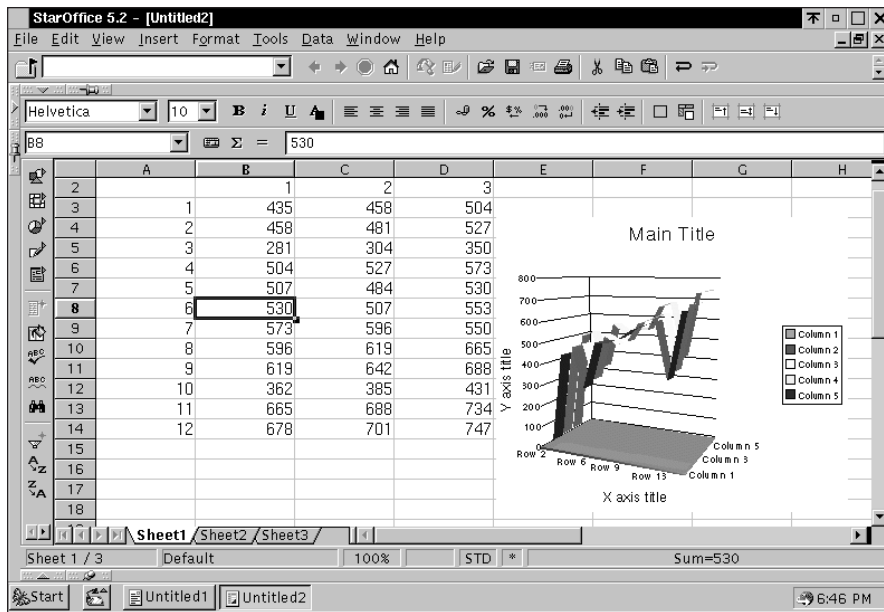 StarOffice 5.2 - [Untitled2]
File Edit View Insert Format Tools Data Window Help
Helvetica 10 B i U A
B8 Σ = 530
A B C D E F G H
2 1 2 3
3 1 435 458 504
4 2 458 481 527
5 3 281 304 350
6 4 504 527 573
7 5 507 484 530
8 6 530 507 553
9 7 573 596 550
10 8 596 619 665
11 9 619 642 688
12 10 362 385 431
13 11 665 688 734
14 12 678 701 747
15
16
17
18
Main Title
800
700
600
500
400
300
200
100
0
Y axis title
Row 2 Row 6 Row 9 Row 13
Column 5
Column 3
Column 1
X axis title
Column 1
Column 2
Column 3
Column 4
Column 5
ABC
ABC
A Z
Z A
Sheet1 Sheet2 Sheet3
Sheet 1 / 3 Default 100% STD * Sum=530
Start Untitled1 Untitled2 6:46 PM